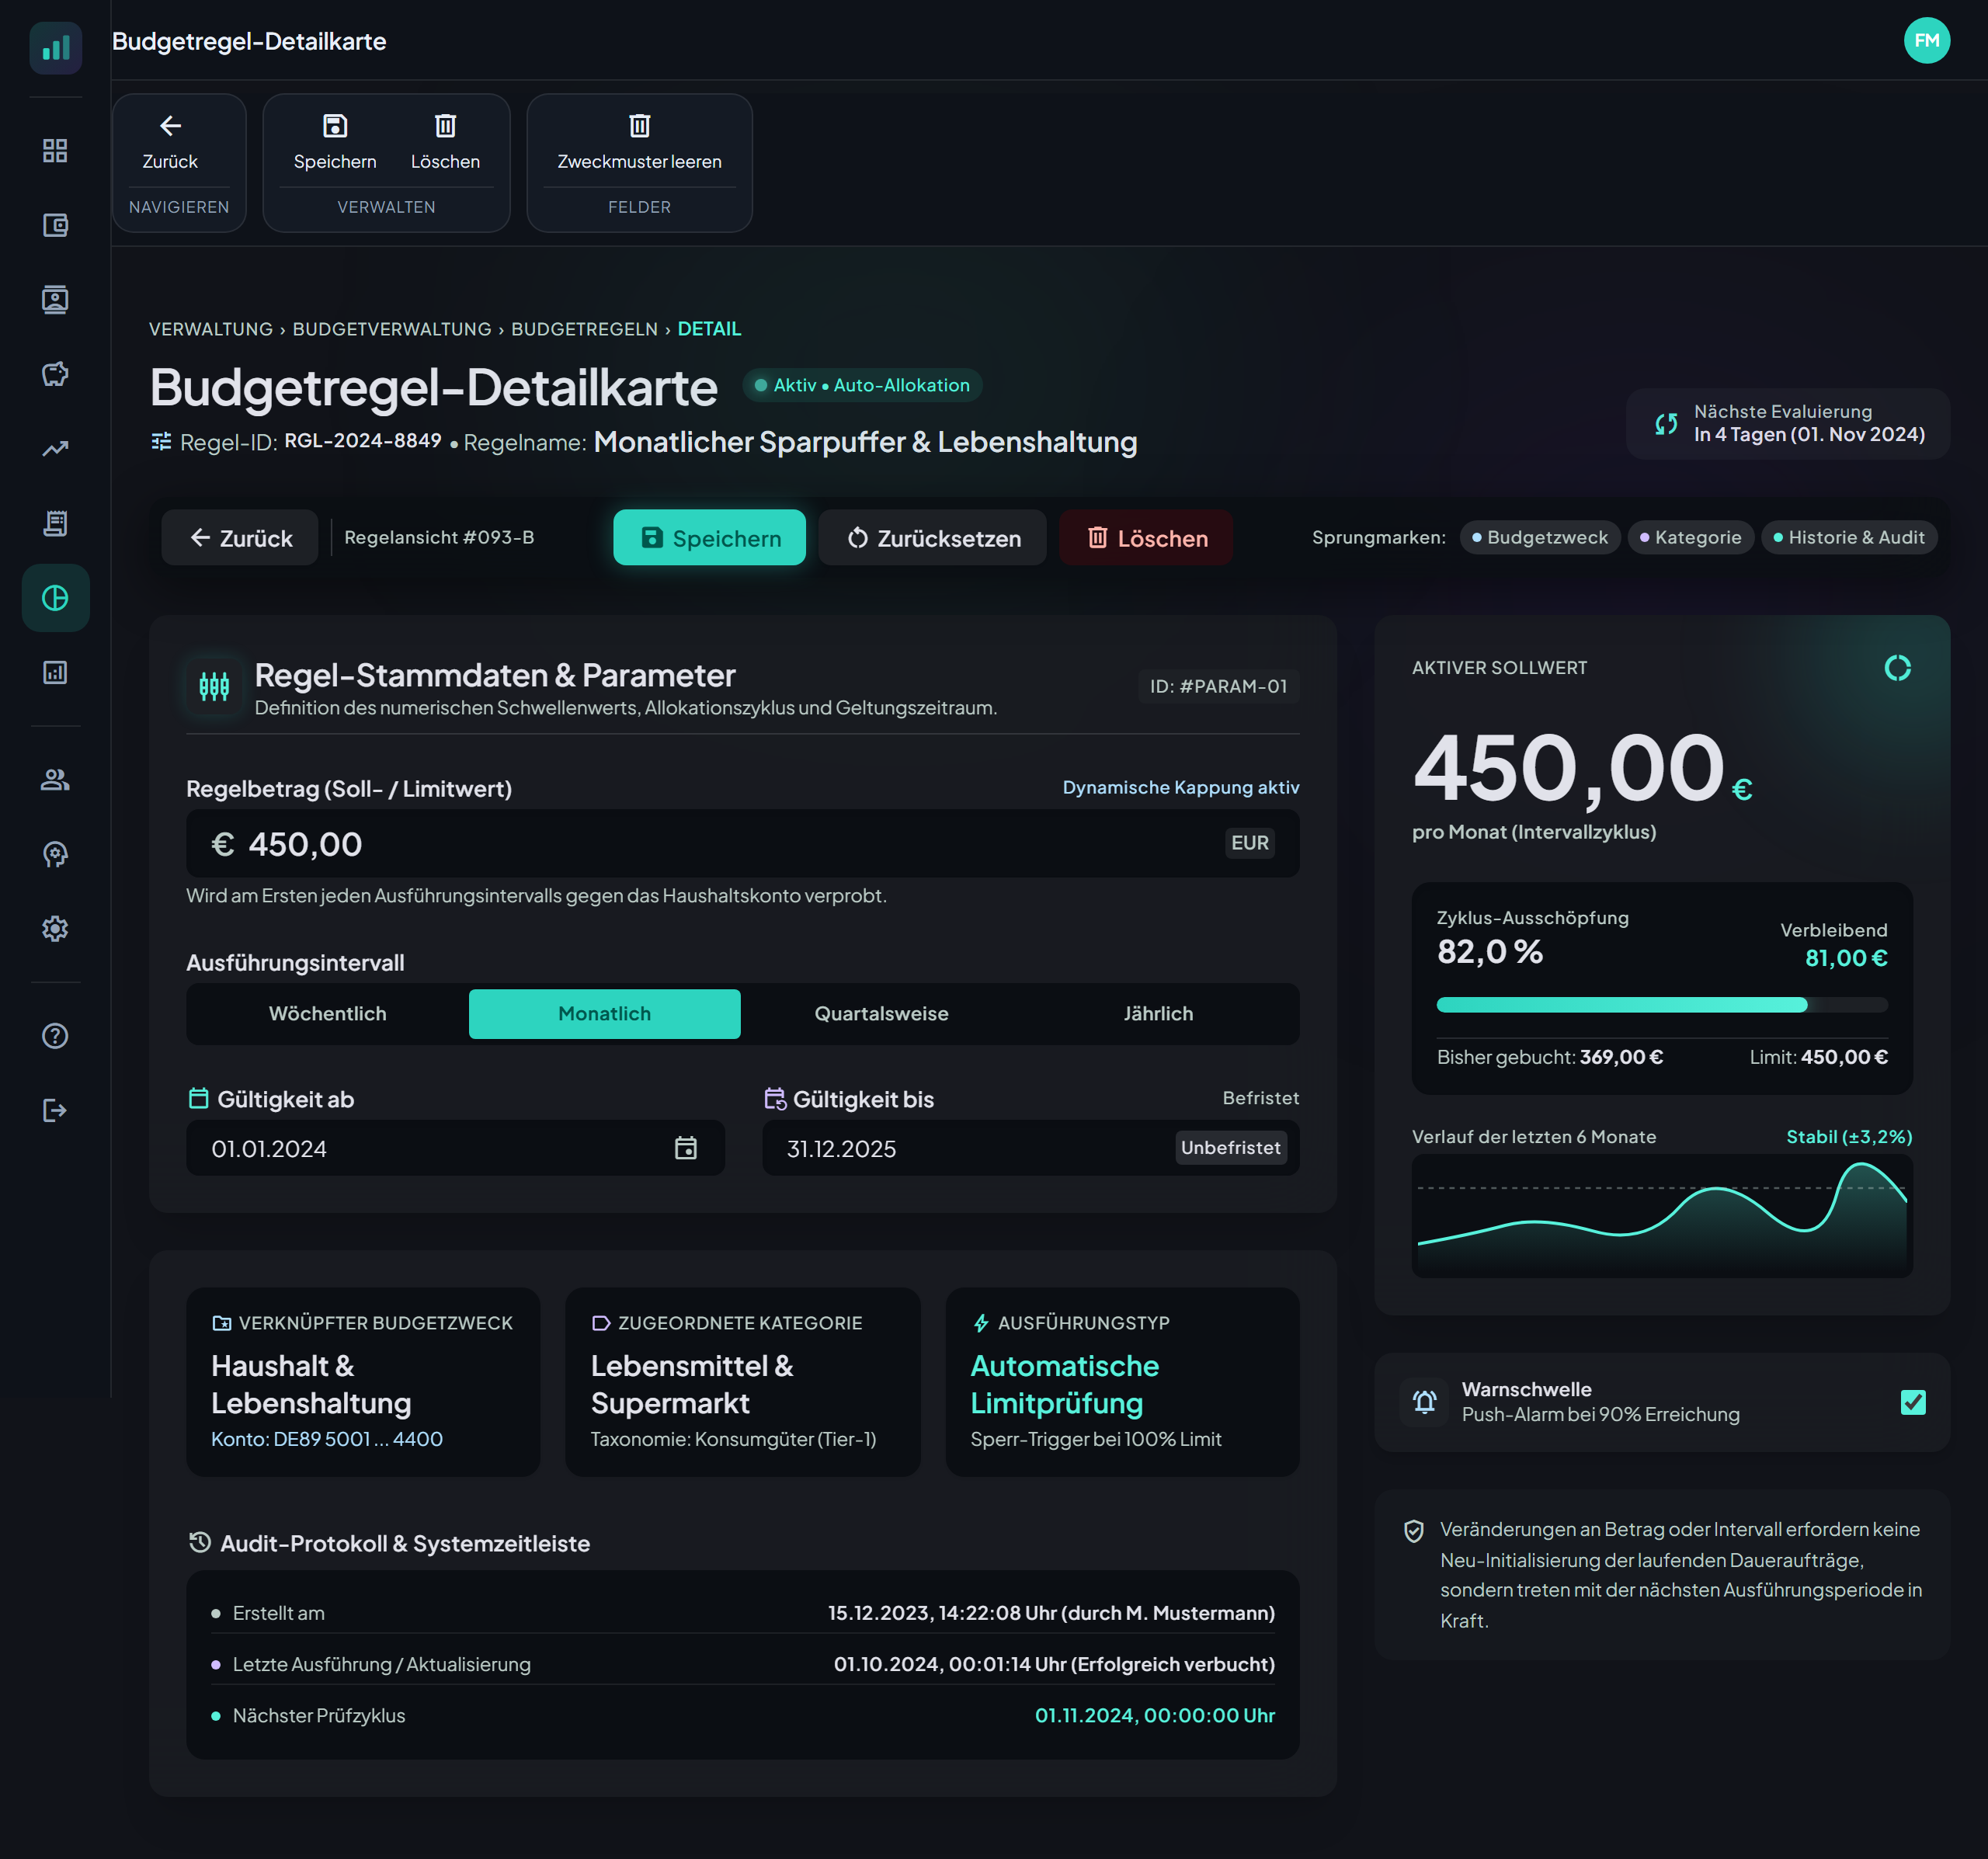 Budgetregel-Detailkarte
FM
Zurück
NAVIGIEREN
Speichern
Löschen
VERWALTEN
Zweckmuster leeren
FELDER
VERWALTUNG › BUDGETVERWALTUNG › BUDGETREGELN › DETAIL
Budgetregel-Detailkarte
Aktiv • Auto-Allokation
Regel-ID: RGL-2024-8849 • Regelname: Monatlicher Sparpuffer & Lebenshaltung
Nächste Evaluierung
In 4 Tagen (01. Nov 2024)
Zurück
Regelansicht #093-B
Speichern
Zurücksetzen
Löschen
Sprungmarken:
Budgetzweck
Kategorie
Historie & Audit
Regel-Stammdaten & Parameter
Definition des numerischen Schwellenwerts, Allokationszyklus und Geltungszeitraum.
ID: #PARAM-01
Regelbetrag (Soll- / Limitwert)
Dynamische Kappung aktiv
€ 450,00
EUR
Wird am Ersten jeden Ausführungsintervalls gegen das Haushaltskonto verprobt.
Ausführungsintervall
Wöchentlich
Monatlich
Quartalsweise
Jährlich
Gültigkeit ab
01.01.2024
Gültigkeit bis
Befristet
31.12.2025
Unbefristet
AKTIVER SOLLWERT
450,00 €
pro Monat (Intervallzyklus)
Zyklus-Ausschöpfung
82,0 %
Verbleibend
81,00 €
Bisher gebucht: 369,00 €
Limit: 450,00 €
Verlauf der letzten 6 Monate
Stabil (±3,2%)
VERKNÜPFTER BUDGETZWECK
Haushalt &
Lebenshaltung
Konto: DE89 5001 ... 4400
ZUGEORDNETE KATEGORIE
Lebensmittel &
Supermarkt
Taxonomie: Konsumgüter (Tier-1)
AUSFÜHRUNGSTYP
Automatische
Limitprüfung
Sperr-Trigger bei 100% Limit
Warnschwelle
Push-Alarm bei 90% Erreichung
Veränderungen an Betrag oder Intervall erfordern keine
Neu-Initialisierung der laufenden Daueraufträge,
sondern treten mit der nächsten Ausführungsperiode in
Kraft.
Audit-Protokoll & Systemzeitleiste
Erstellt am
15.12.2023, 14:22:08 Uhr (durch M. Mustermann)
Letzte Ausführung / Aktualisierung
01.10.2024, 00:01:14 Uhr (Erfolgreich verbucht)
Nächster Prüfzyklus
01.11.2024, 00:00:00 Uhr